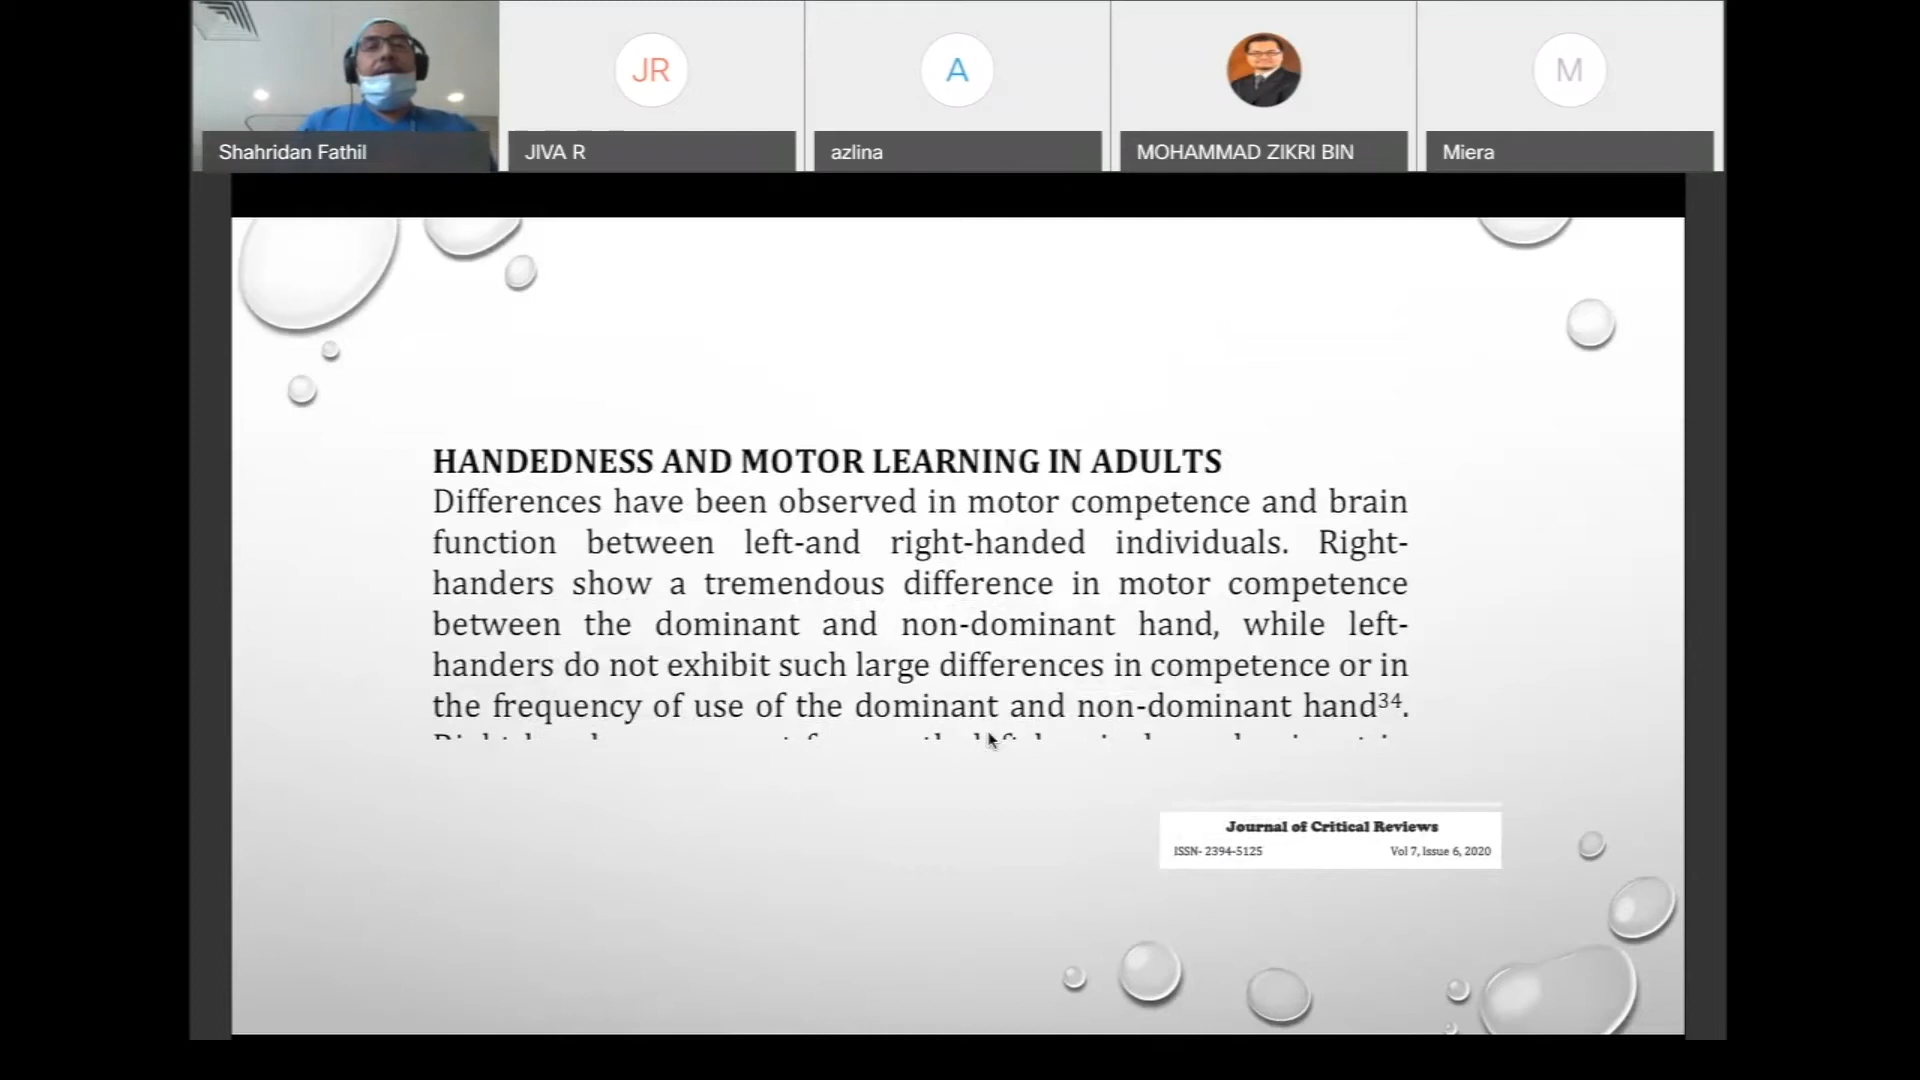 JR
A
M
Shahridan Fathil
JIVA R
azlina
MOHAMMAD ZIKRI BIN
Miera
HANDEDNESS AND MOTOR LEARNING IN ADULTS
Differences have been observed in motor competence and brain
function between left-and right-handed individuals. Right-
handers show a tremendous difference in motor competence
between the dominant and non-dominant hand, while left-
handers do not exhibit such large differences in competence or in
the frequency of use of the dominant and non-dominant hand³⁴.
Journal of Critical Reviews
ISSN- 2394-5125
Vol 7, Issue 6, 2020